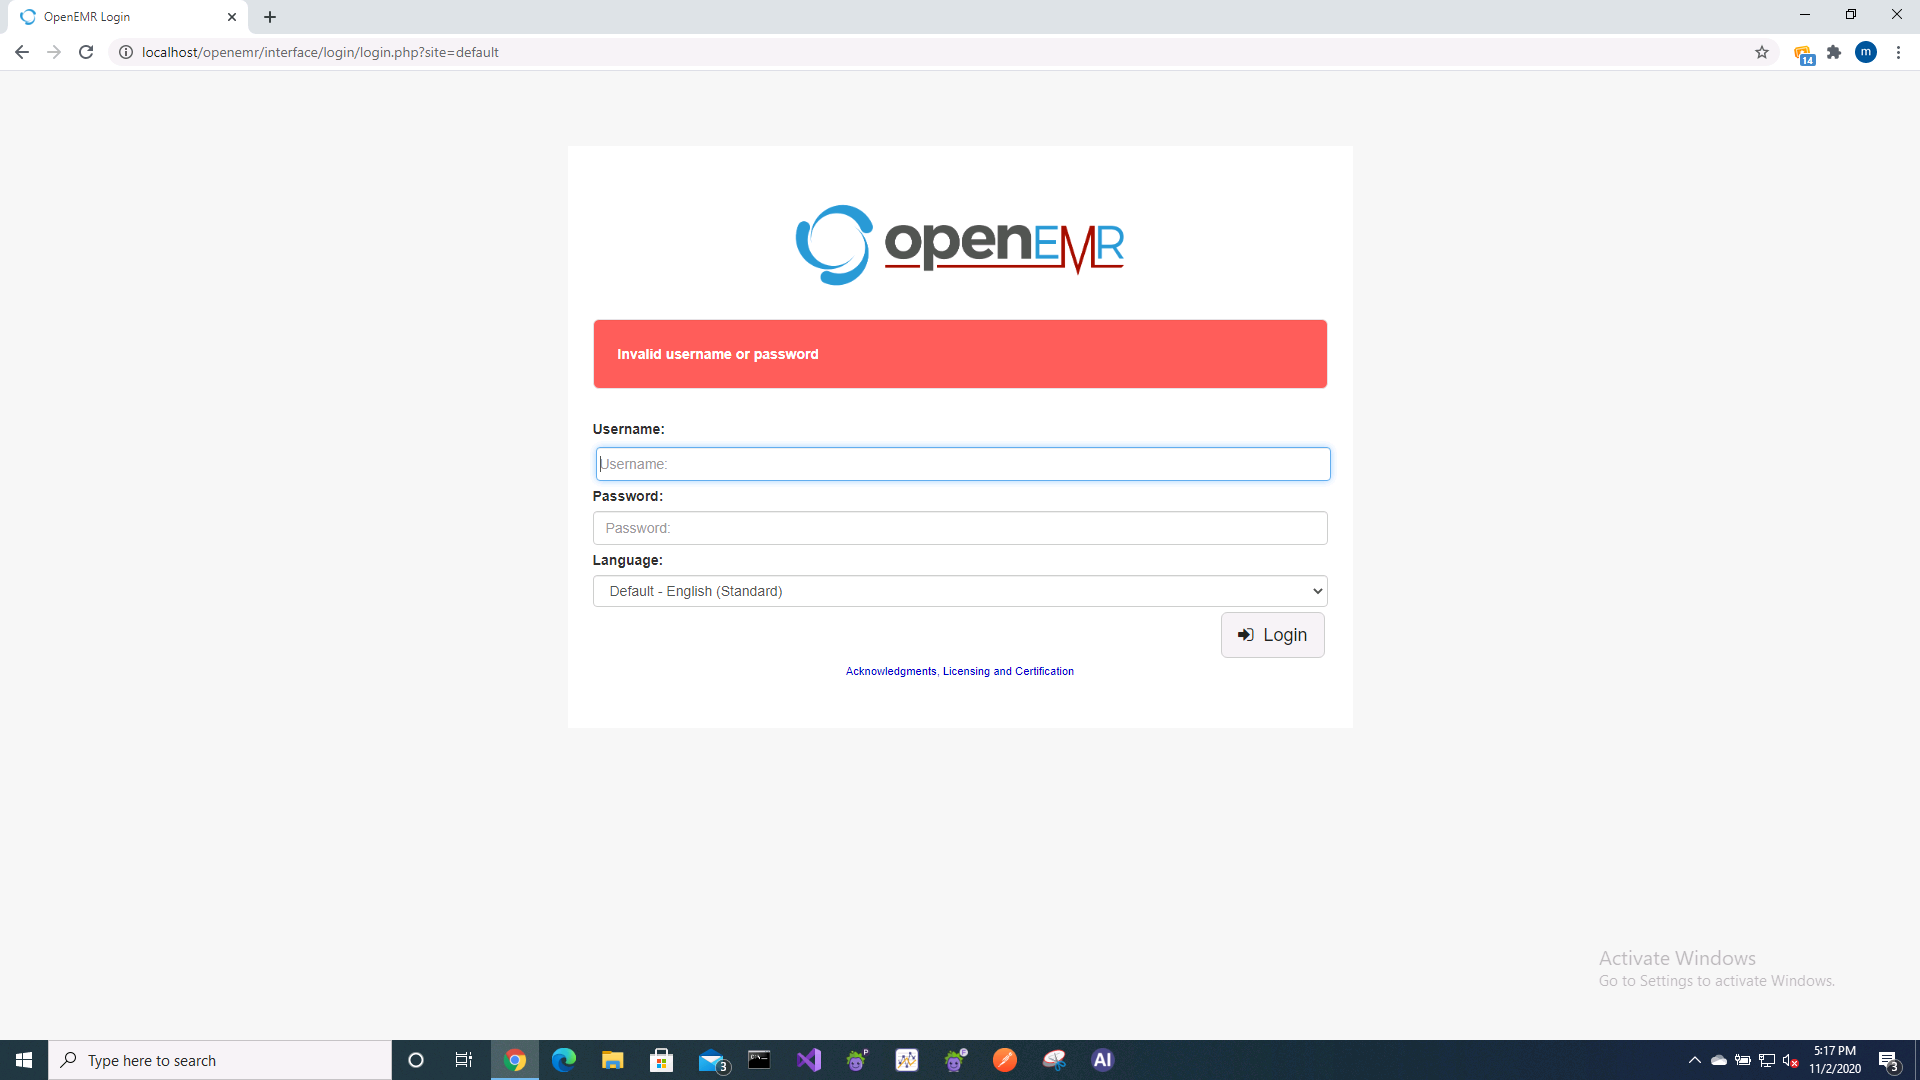 OpenEMR Login
localhost/openemr/interface/login/login.php?site=default
14
m
openEMR
Invalid username or password
Username:
Username:
Password:
Password:
Language:
Default - English (Standard)
Login
Acknowledgments, Licensing and Certification
Activate Windows
Go to Settings to activate Windows.
Type here to search
3
C:\_
P
F
AI
5:17 PM
11/2/2020
3